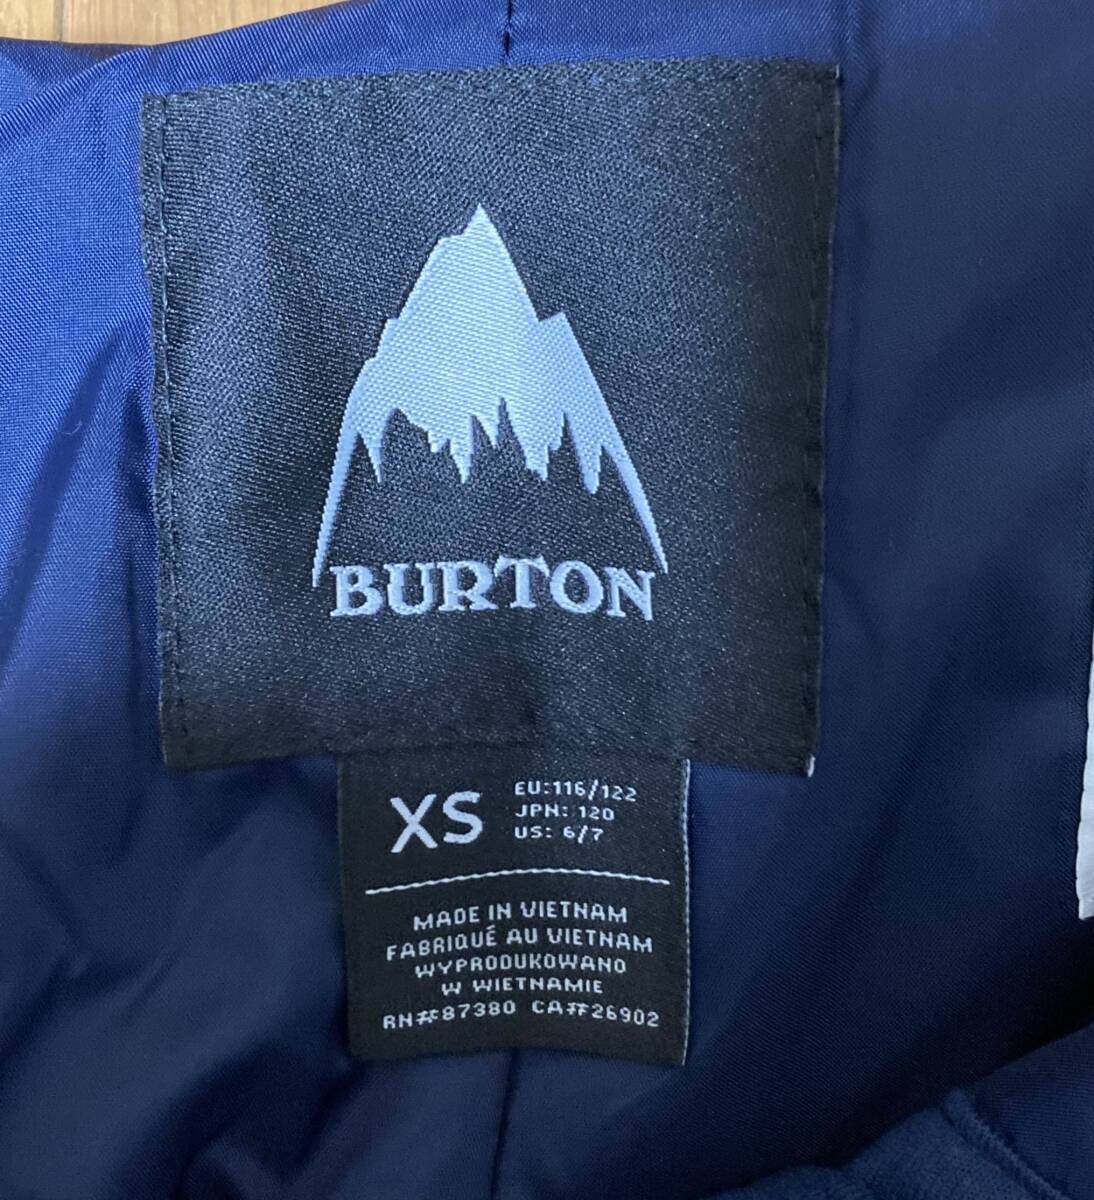 BURTON
XS
EU:116/122
JPN: 120
US: 6/7
MADE IN VIETNAM
FABRIQUÉ AU VIETNAM
WYPRODUKOWANO
W WIETNAMIE
RN#87380 CA#26902